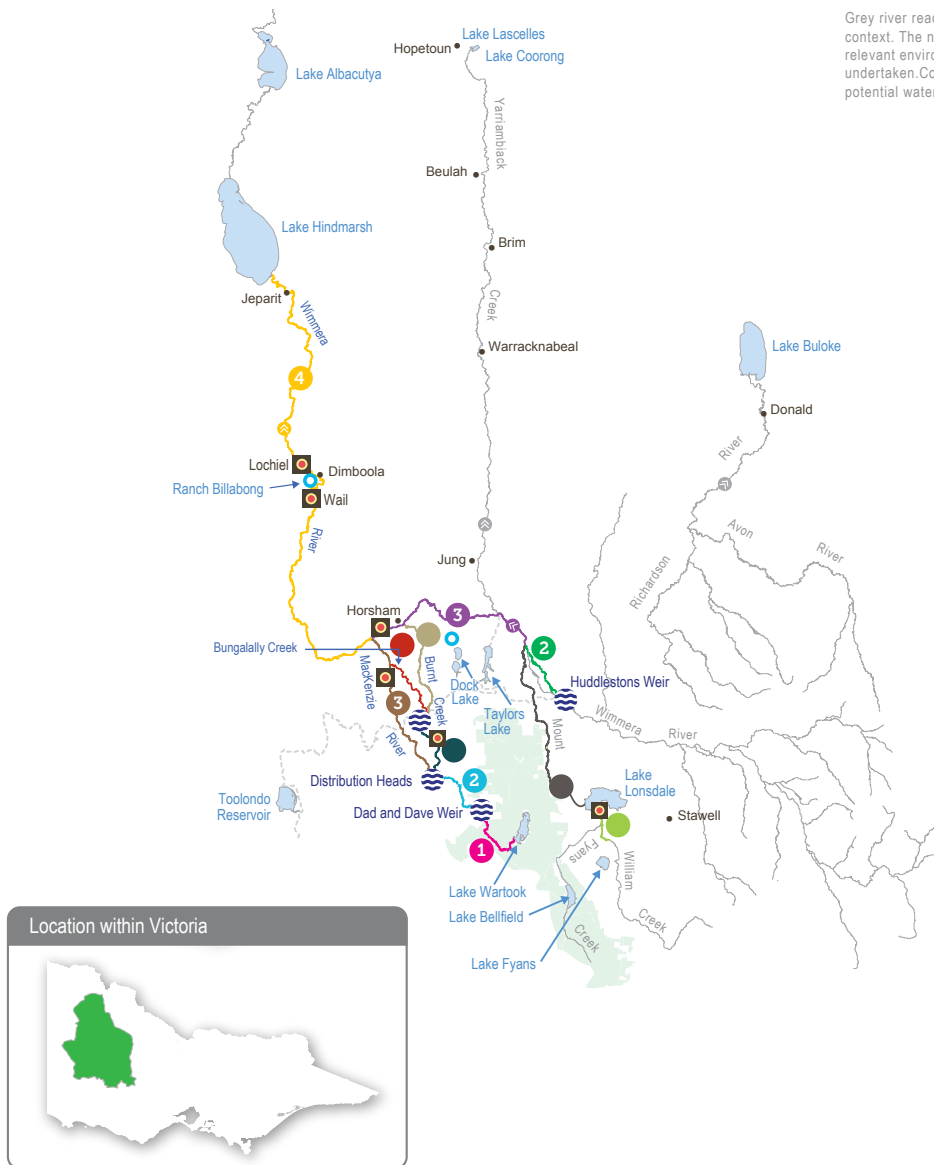 Grey river
context. The
relevant
undertaken.
potential
Lake Lascelles
Hopetoun
Lake Coorong
Lake Albacutya
Yarriambiack
Beulah
Lake Hindmarsh
Brim
Creek
Jeparit
Wimmera
Warracknabeal
Lake Buloke
4
Donald
River
Lochiel
Dimboola
Ranch Billabong
Wail
River
Avon
River
Jung
Richardson
Horsham
3
Bungalally Creek
2
MacKenzie
Burnt
Creek
Dock
Lake
Taylors
Lake
Huddlestons Weir
3
River
Mount
Wimmera
River
Distribution Heads
2
Lake
Lonsdale
Toolondo
Reservoir
Dad and Dave Weir
Stawell
1
Fyans
William
Creek
Lake Wartook
Lake Bellfield
Creek
Lake Fyans
Location within Victoria